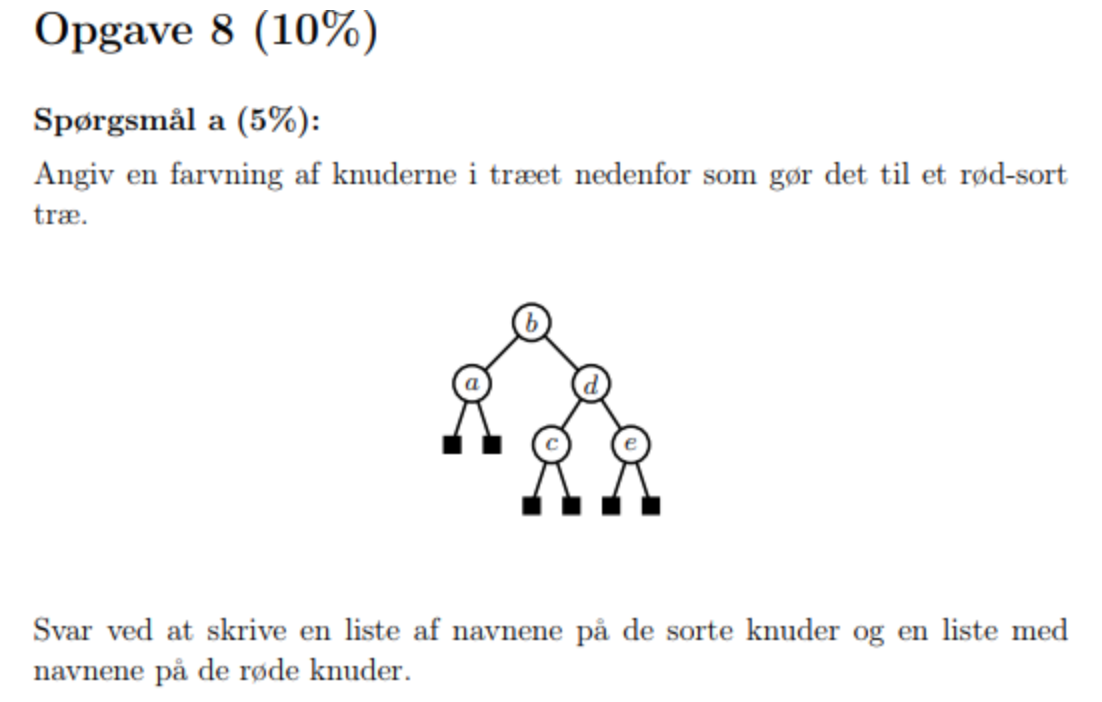 Opgave 8 (10%)
Spørgsmål a (5%):
Angiv en farvning af knuderne i træet nedenfor som gør det til et rød-sort
træ.
b
a d
c e
Svar ved at skrive en liste af navnene på de sorte knuder og en liste med
navnene på de røde knuder.